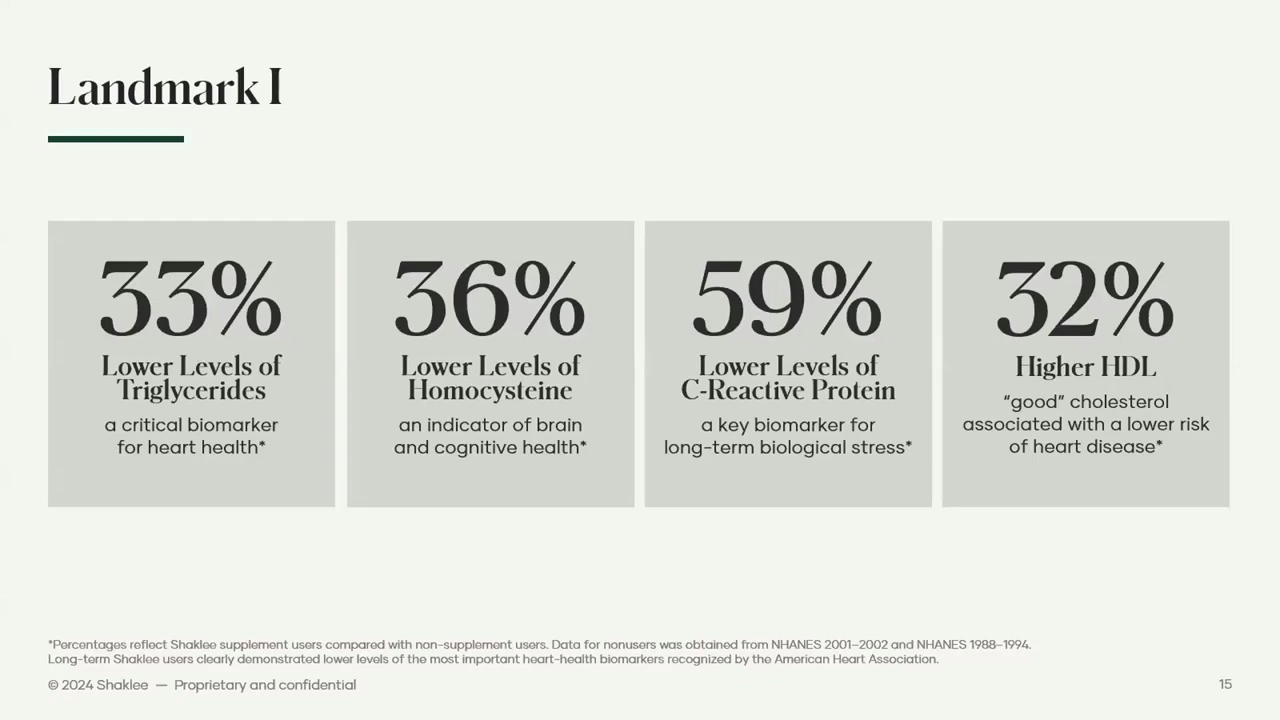 Landmark I
33%
Lower Levels of
Triglycerides
a critical biomarker
for heart health*
36%
Lower Levels of
Homocysteine
an indicator of brain
and cognitive health*
59%
Lower Levels of
C-Reactive Protein
a key biomarker for
long-term biological stress*
32%
Higher HDL
“good” cholesterol
associated with a lower risk
of heart disease*
*Percentages reflect Shaklee supplement users compared with non-supplement users. Data for nonusers was obtained from NHANES 2001–2002 and NHANES 1988–1994.
Long-term Shaklee users clearly demonstrated lower levels of the most important heart-health biomarkers recognized by the American Heart Association.
© 2024 Shaklee — Proprietary and confidential
15